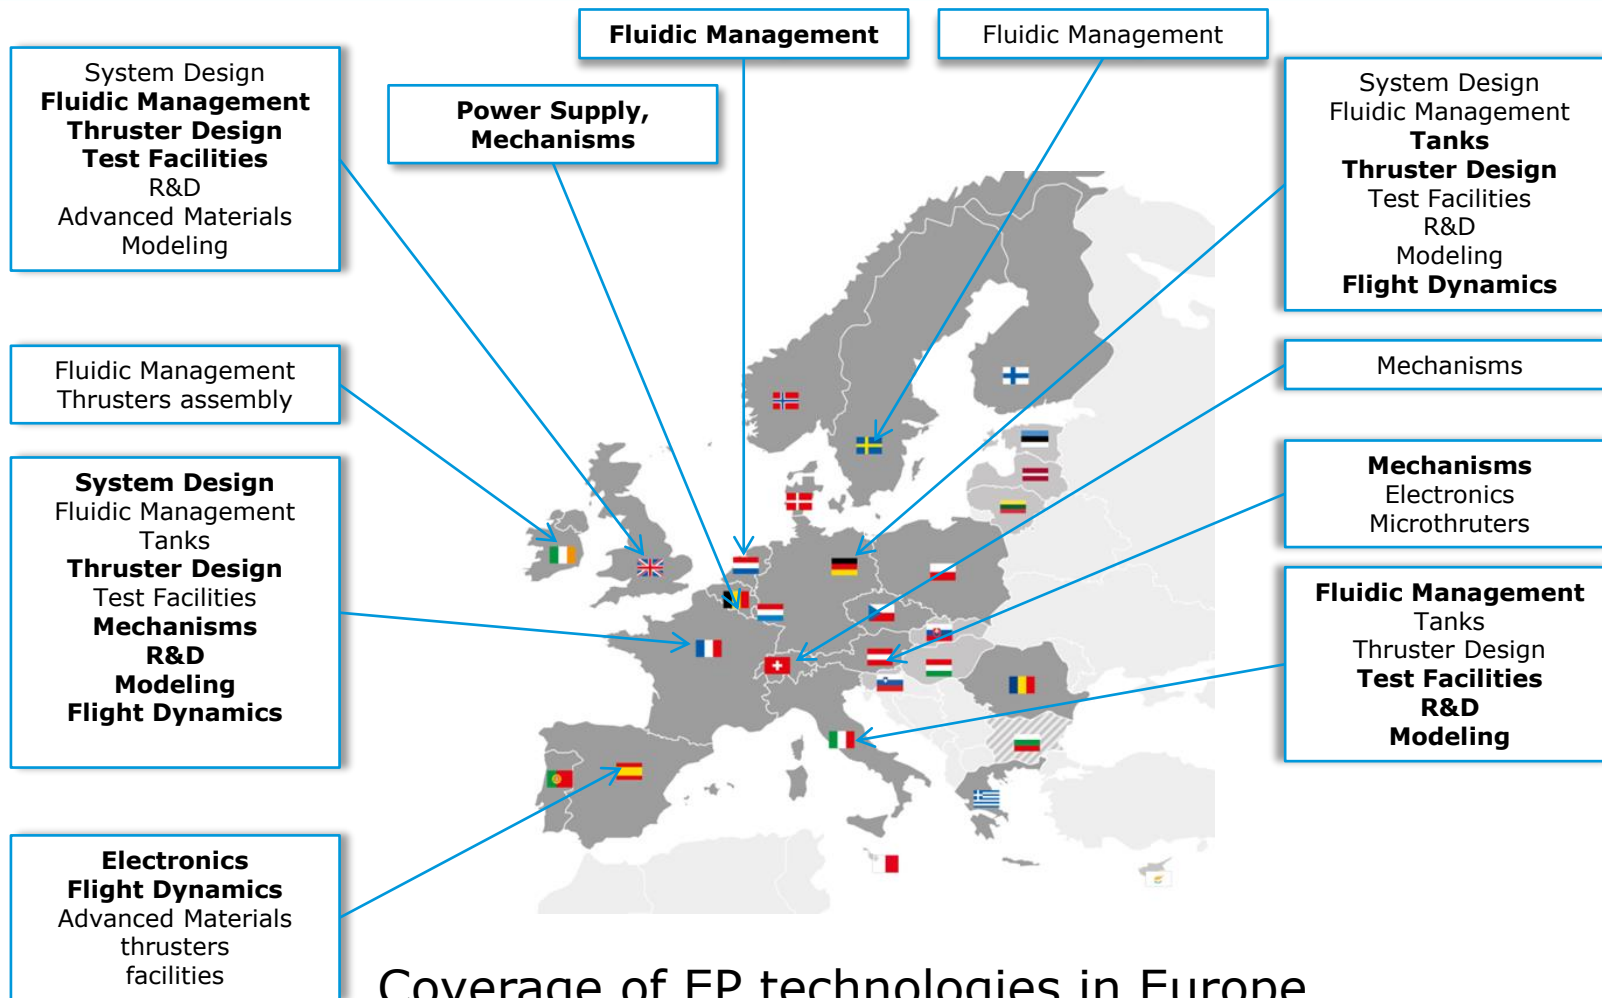 Fluidic Management
Fluidic Management
System Design
Fluidic Management
Thruster Design
Test Facilities
R&D
Advanced Materials
Modeling
Power Supply,
Mechanisms
System Design
Fluidic Management
Tanks
Thruster Design
Test Facilities
R&D
Modeling
Flight Dynamics
Fluidic Management
Thrusters assembly
Mechanisms
System Design
Fluidic Management
Tanks
Thruster Design
Test Facilities
Mechanisms
R&D
Modeling
Flight Dynamics
Mechanisms
Electronics
Microthruters
Fluidic Management
Tanks
Thruster Design
Test Facilities
R&D
Modeling
Electronics
Flight Dynamics
Advanced Materials
thrusters
facilities
Coverage of EP technologies in Europe